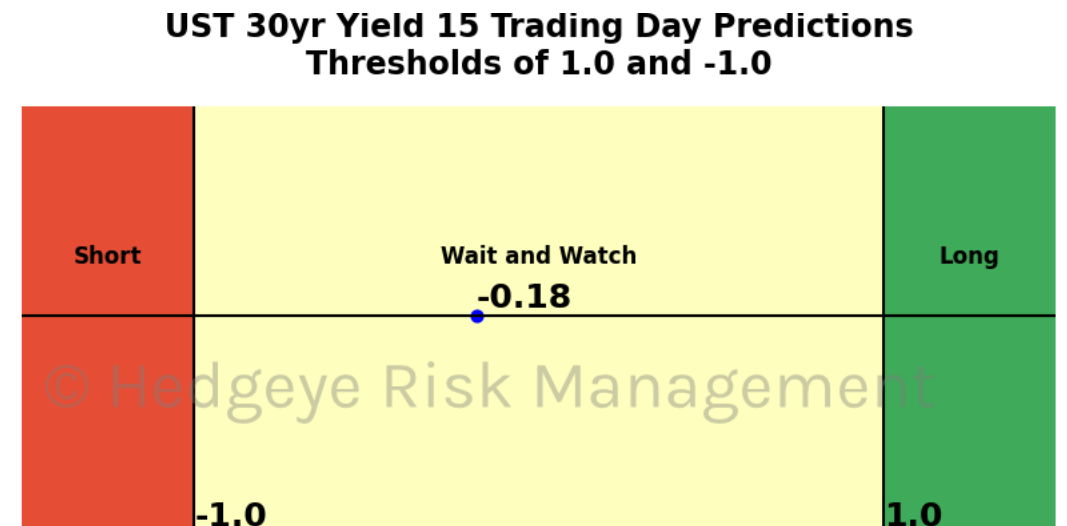 UST 30yr Yield 15 Trading Day Predictions
Thresholds of 1.0 and -1.0
Short
Wait and Watch
Long
-0.18
© Hedgeye Risk Management
-1.0
1.0